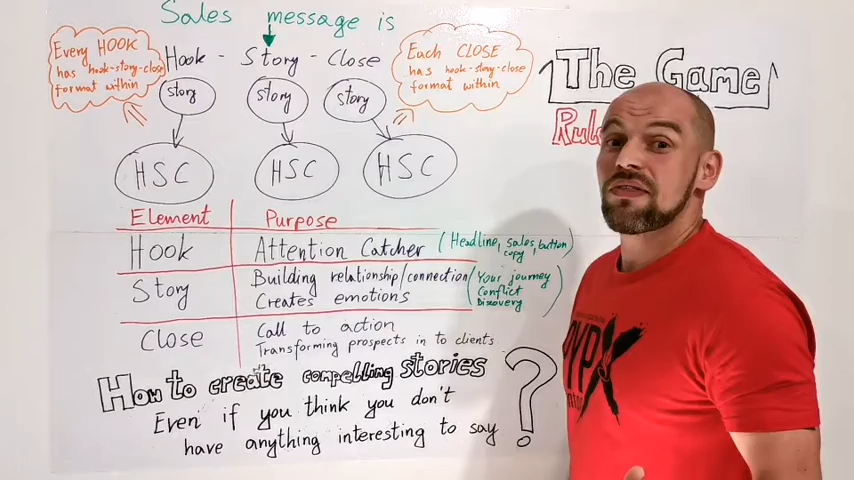 Sales message is
Every HOOK
has hook-story-close
format within
Hook - Story - Close
Each CLOSE
has hook-story-close
format within
The Game
story
story
story
HSC
HSC
HSC
Element
Purpose
Hook
Attention Catcher
(Headline, sales, button
copy)
Story
Building relationship/connection
Creates emotions
(Your journey
Conflict
Discovery)
Close
Call to action
Transforming prospects in to clients
How to create compelling stories
Even if you think you don't
have anything interesting to say
?